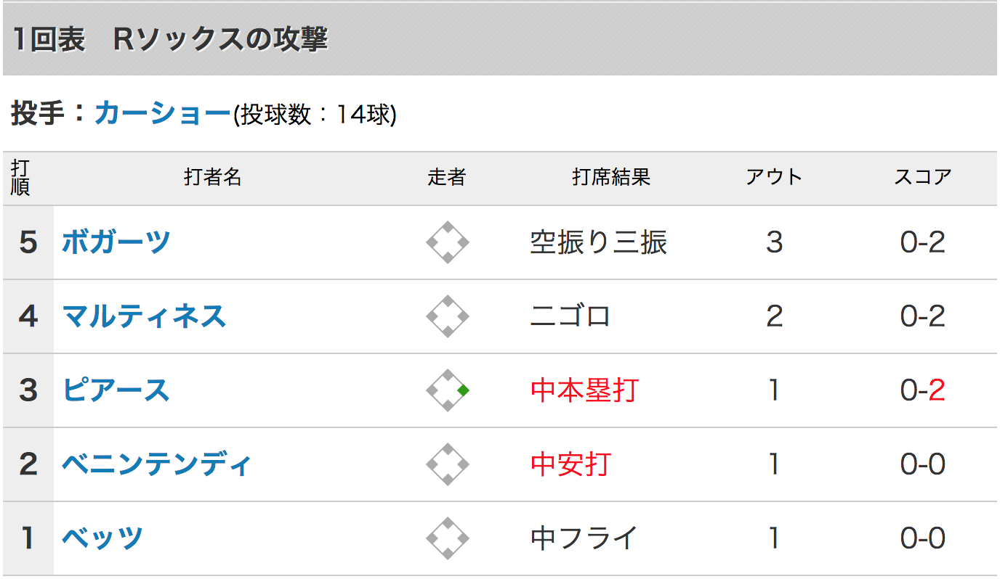 1回表　Rソックスの攻撃
投手：カーショー(投球数：14球)
打順 打者名 走者 打席結果 アウト スコア
5 ボガーツ 空振り三振 3 0-2
4 マルティネス 二ゴロ 2 0-2
3 ピアース 中本塁打 1 0-2
2 ベニンテンディ 中安打 1 0-0
1 ベッツ 中フライ 1 0-0